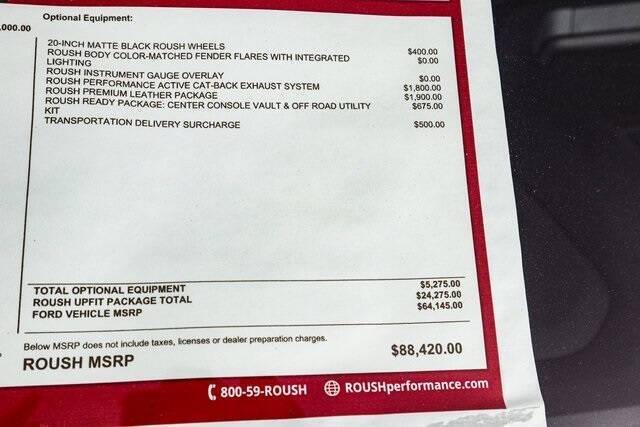 Optional Equipment:
,000.00
20-INCH MATTE BLACK ROUSH WHEELS $400.00
ROUSH BODY COLOR-MATCHED FENDER FLARES WITH INTEGRATED $0.00
LIGHTING
ROUSH INSTRUMENT GAUGE OVERLAY $0.00
ROUSH PERFORMANCE ACTIVE CAT-BACK EXHAUST SYSTEM $1,800.00
ROUSH PREMIUM LEATHER PACKAGE $1,900.00
ROUSH READY PACKAGE: CENTER CONSOLE VAULT & OFF ROAD UTILITY $675.00
KIT
TRANSPORTATION DELIVERY SURCHARGE $500.00
TOTAL OPTIONAL EQUIPMENT $5,275.00
ROUSH UPFIT PACKAGE TOTAL $24,275.00
FORD VEHICLE MSRP $64,145.00
Below MSRP does not include taxes, licenses or dealer preparation charges.
ROUSH MSRP $88,420.00
800-59-ROUSH ROUSHperformance.com